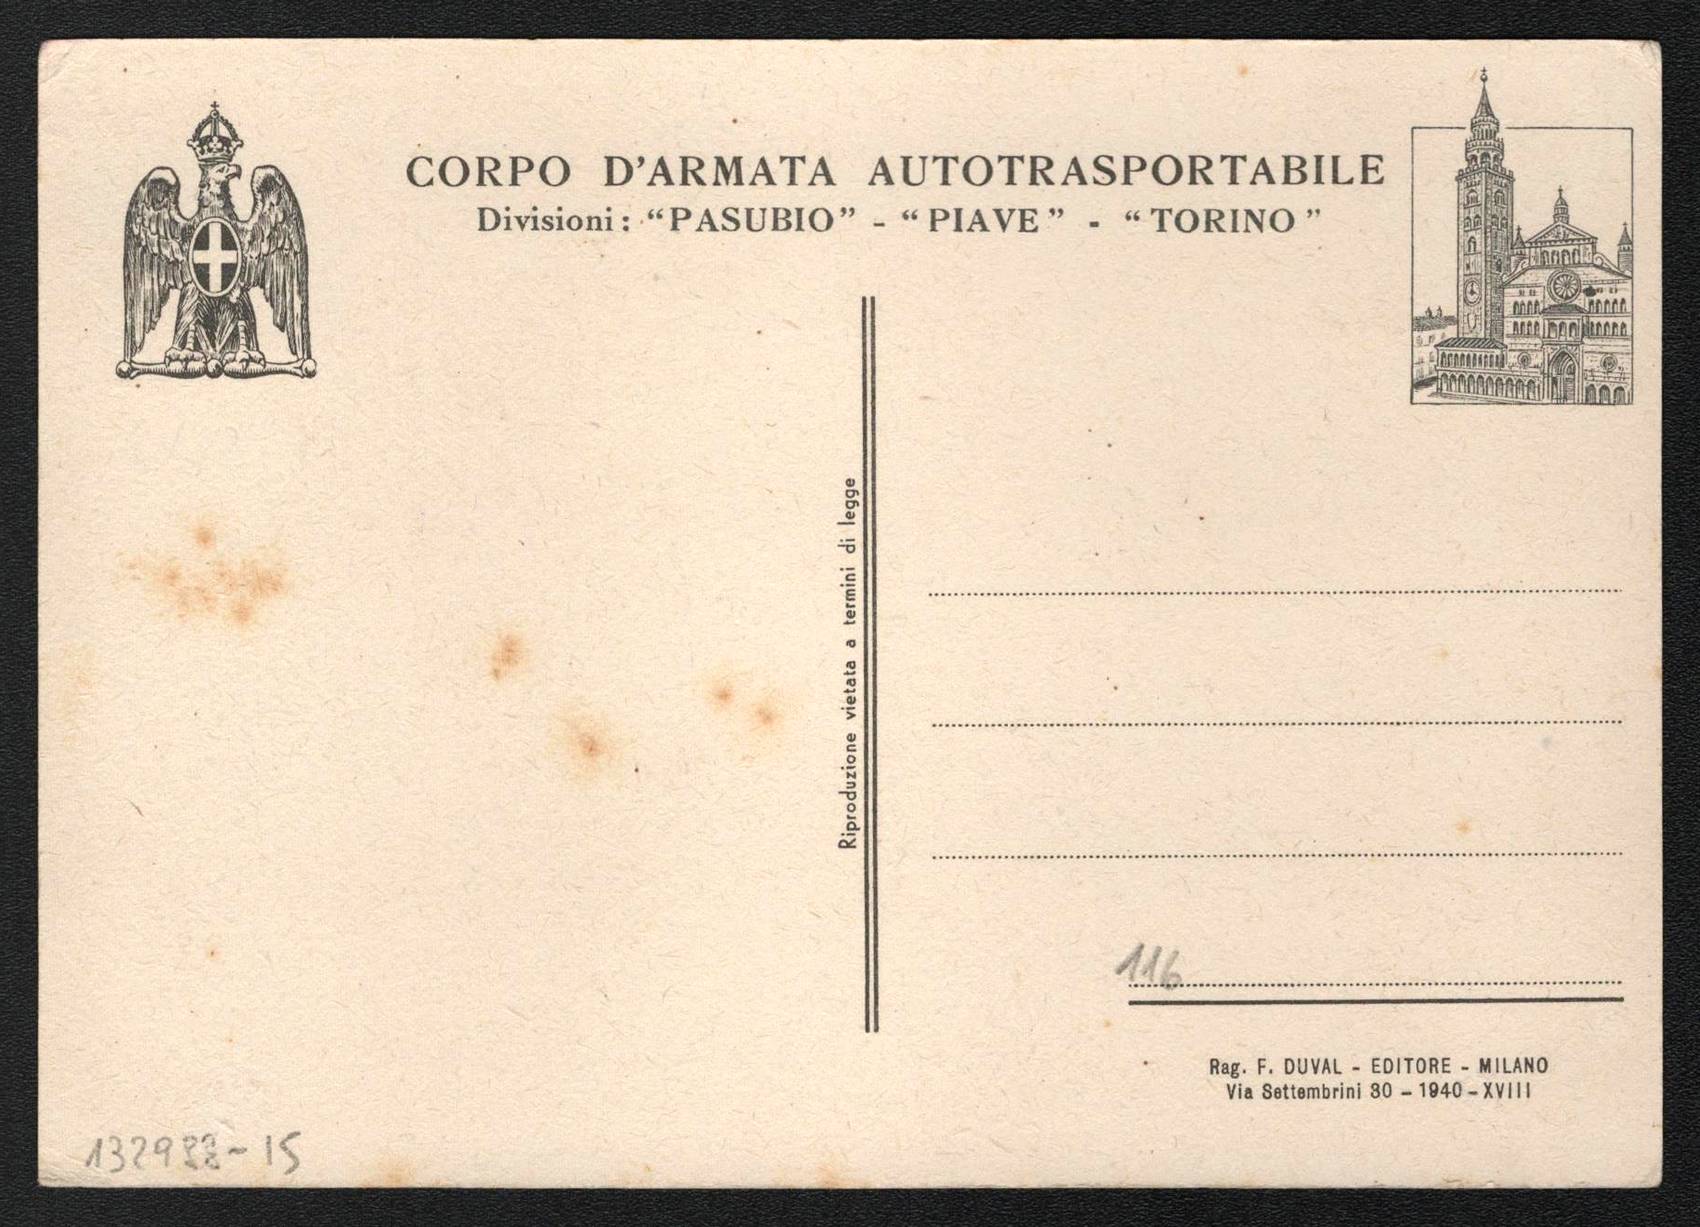 CORPO D'ARMATA AUTOTRASPORTABILE
Divisioni: "PASUBIO" - "PIAVE" - "TORINO"
Riproduzione vietata a termini di legge
116
Rag. F. DUVAL - EDITORE - MILANO
Via Settembrini 30 - 1940 - XVIII